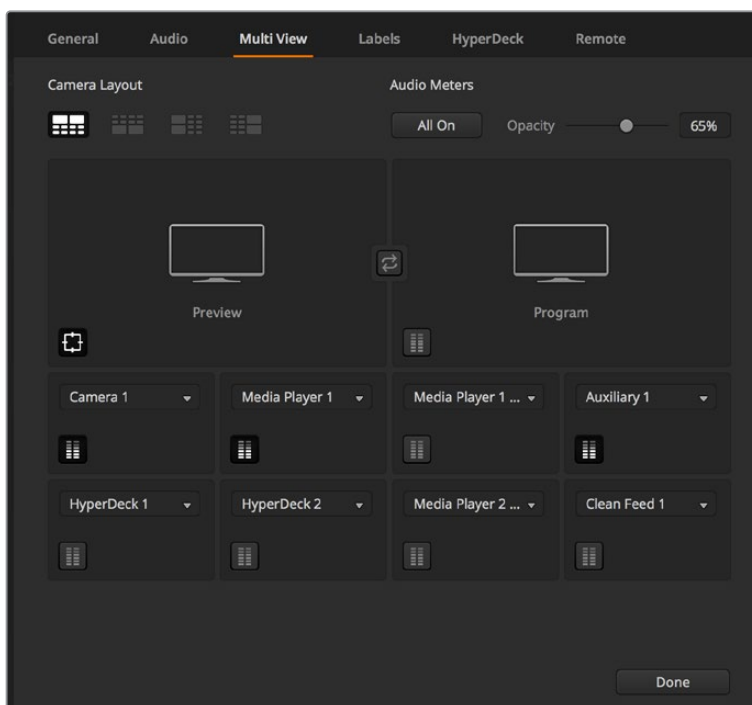 General Audio Multi View Labels HyperDeck Remote
Camera Layout Audio Meters
All On Opacity 65%
Preview Program
Camera 1 Media Player 1 Media Player 1 ... Auxiliary 1
HyperDeck 1 HyperDeck 2 Media Player 2 ... Clean Feed 1
Done